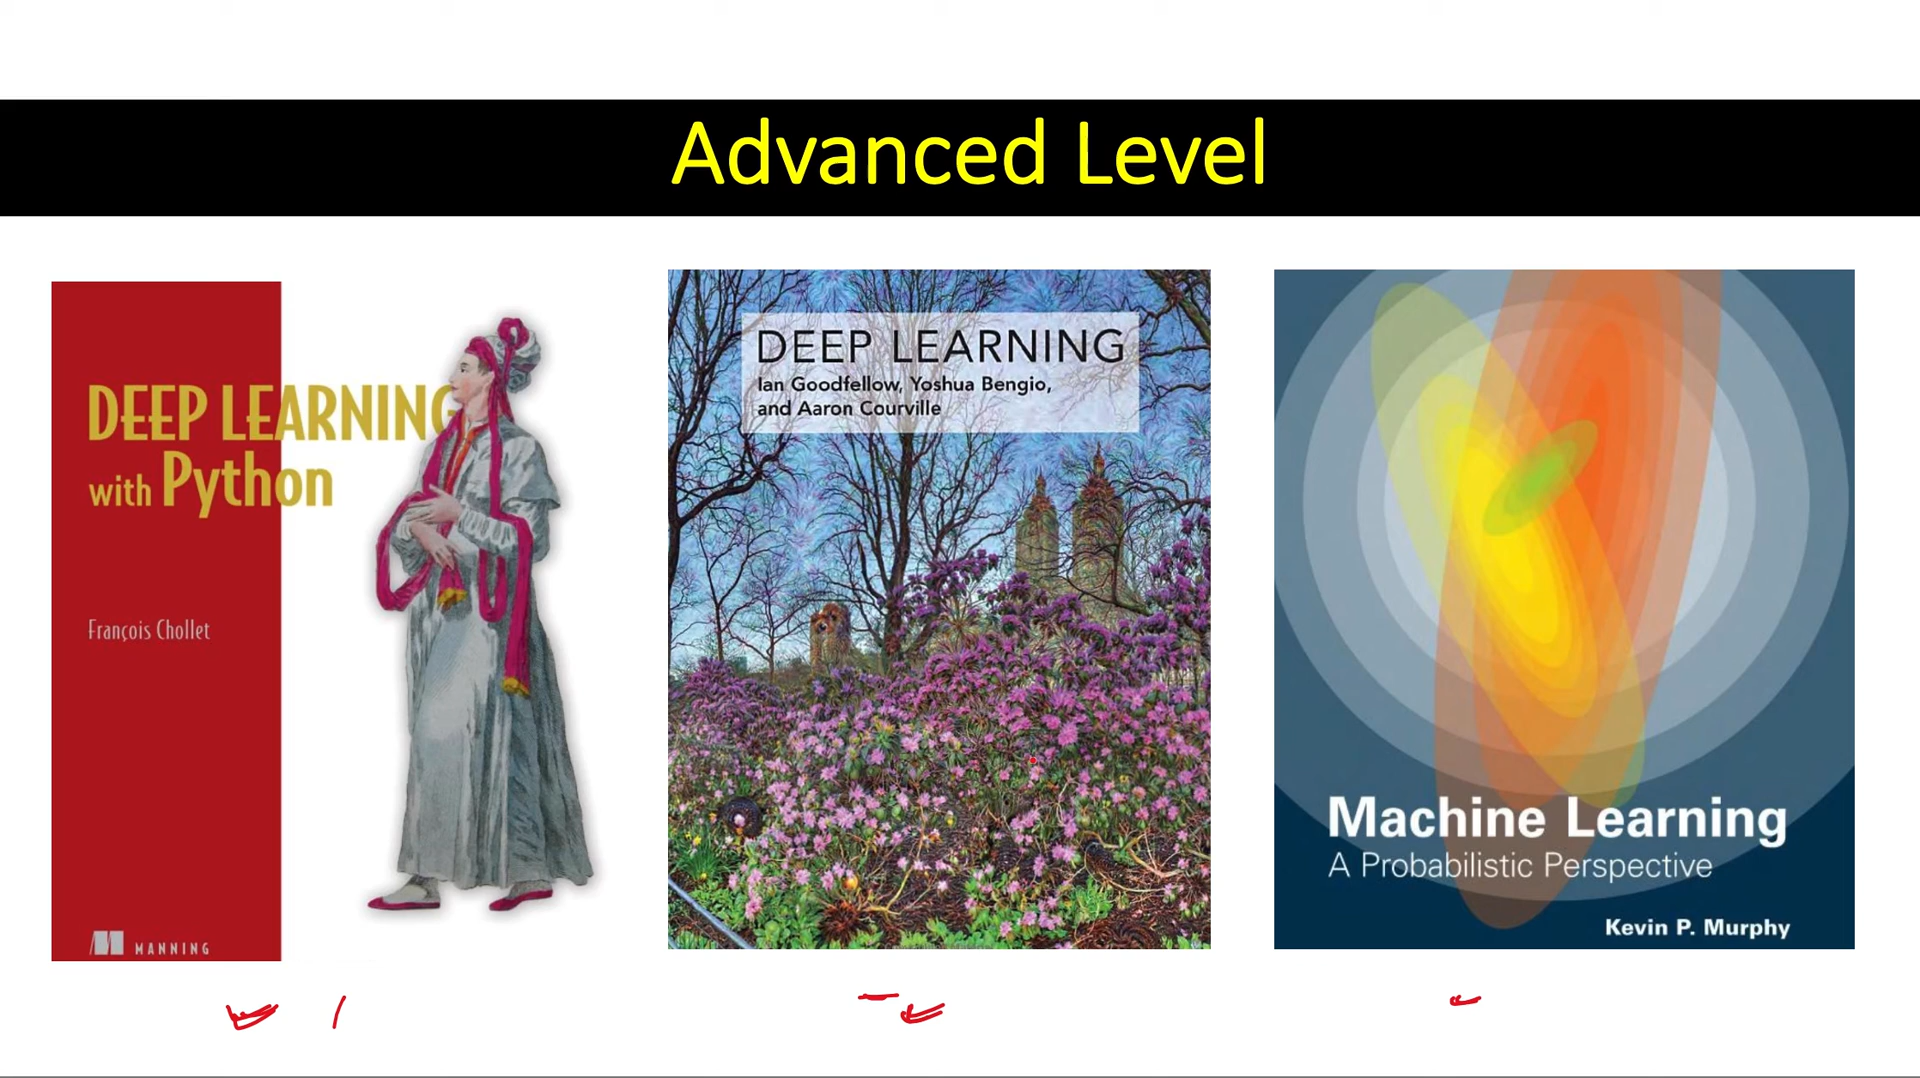 Advanced Level
DEEP LEARNING
with Python
François Chollet
MANNING
DEEP LEARNING
Ian Goodfellow, Yoshua Bengio,
and Aaron Courville
Machine Learning
A Probabilistic Perspective
Kevin P. Murphy